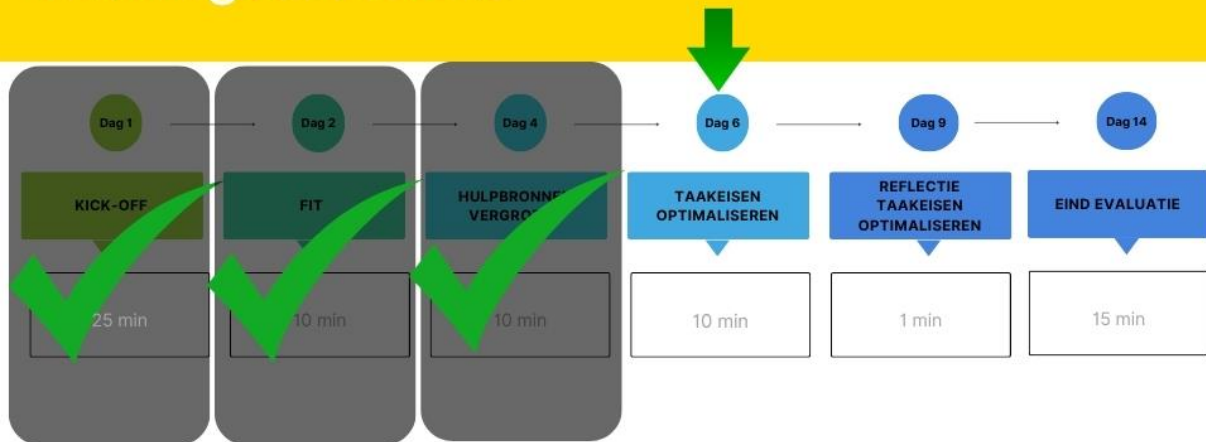 Dag 1
Dag 2
Dag 4
Dag 6
Dag 9
Dag 14
KICK-OFF
FIT
HULPBRONNEN
VERGRO
TAAKEISEN
OPTIMALISEREN
REFLECTIE
TAAKEISEN
OPTIMALISEREN
EIND EVALUATIE
25 min
10 min
10 min
10 min
1 min
15 min